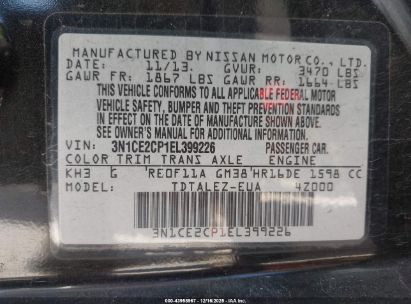 MANUFACTURED BY NISSAN MOTOR CO., LTD.
DATE: 11/13. GVWR: 3470 LBS
GAWR FR: 1867 LBS GAWR RR: 1664 LBS
THIS VEHICLE CONFORMS TO ALL APPLICABLE FEDERAL MOTOR
VEHICLE SAFETY, BUMPER AND THEFT PREVENTION STANDARDS
IN EFFECT ON THE DATE OF MANUFACTURE SHOWN ABOVE.
SEE OWNER'S MANUAL OR GVWR INFORMATION
VIN: 3N1CE2CP1EL399226 PASSENGER CAR.
COLOR TRIM TRANS AXLE ENGINE
KH3 G RE0F11A GM38 HR16DE 1598 CC
MODEL: TDTALEZ-EUA 4Z000
3N1CE2CP1EL399226